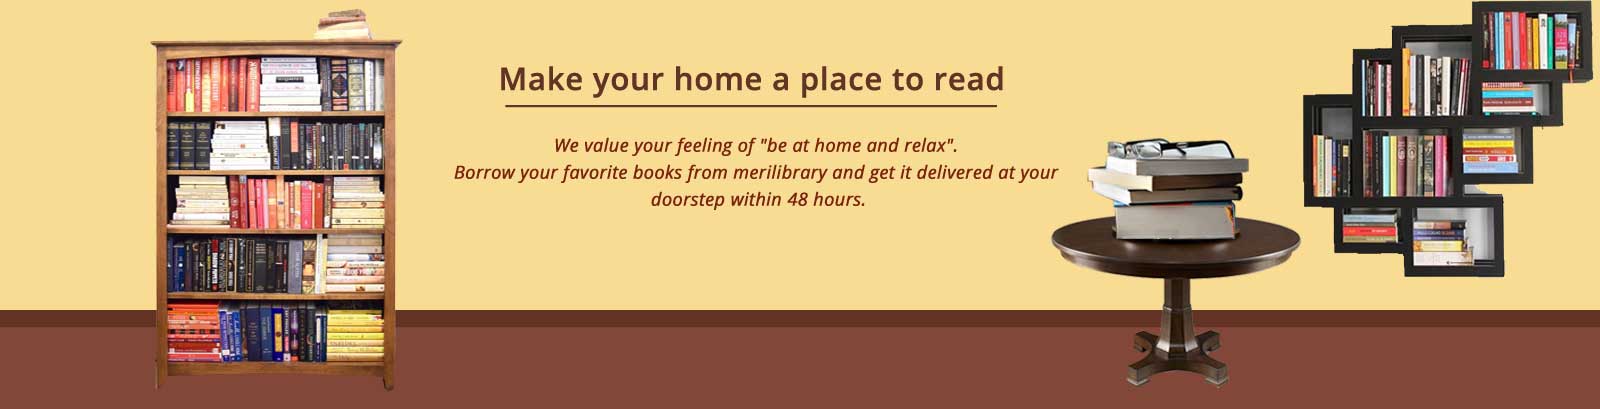 Make your home a place to read
We value your feeling of "be at home and relax".
Borrow your favorite books from merilibrary and get it delivered at your
doorstep within 48 hours.